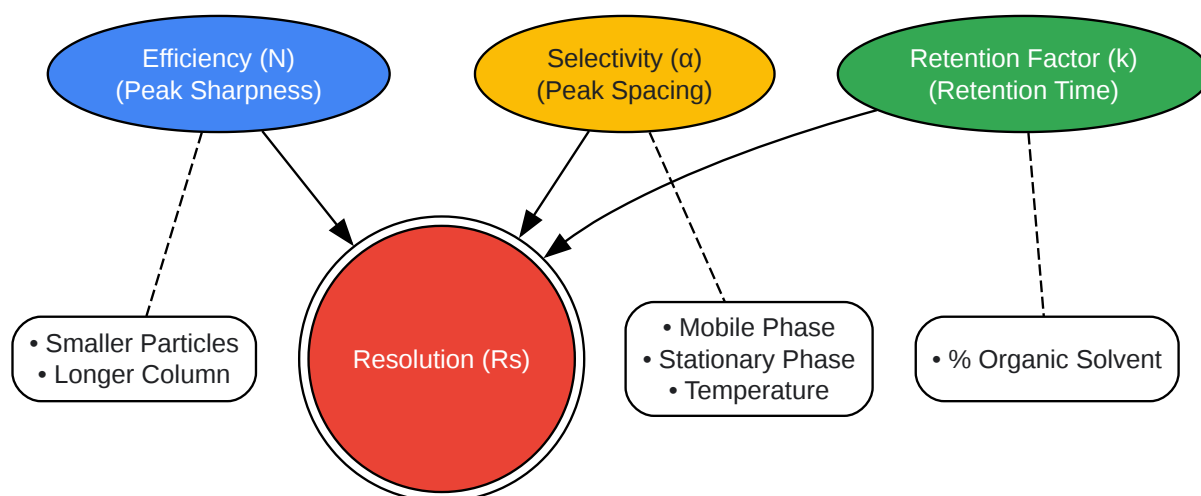 Efficiency (N)
(Peak Sharpness)
Selectivity (α)
(Peak Spacing)
Retention Factor (k)
(Retention Time)
• Smaller Particles
• Longer Column
Resolution (Rs)
• Mobile Phase
• Stationary Phase
• Temperature
• % Organic Solvent